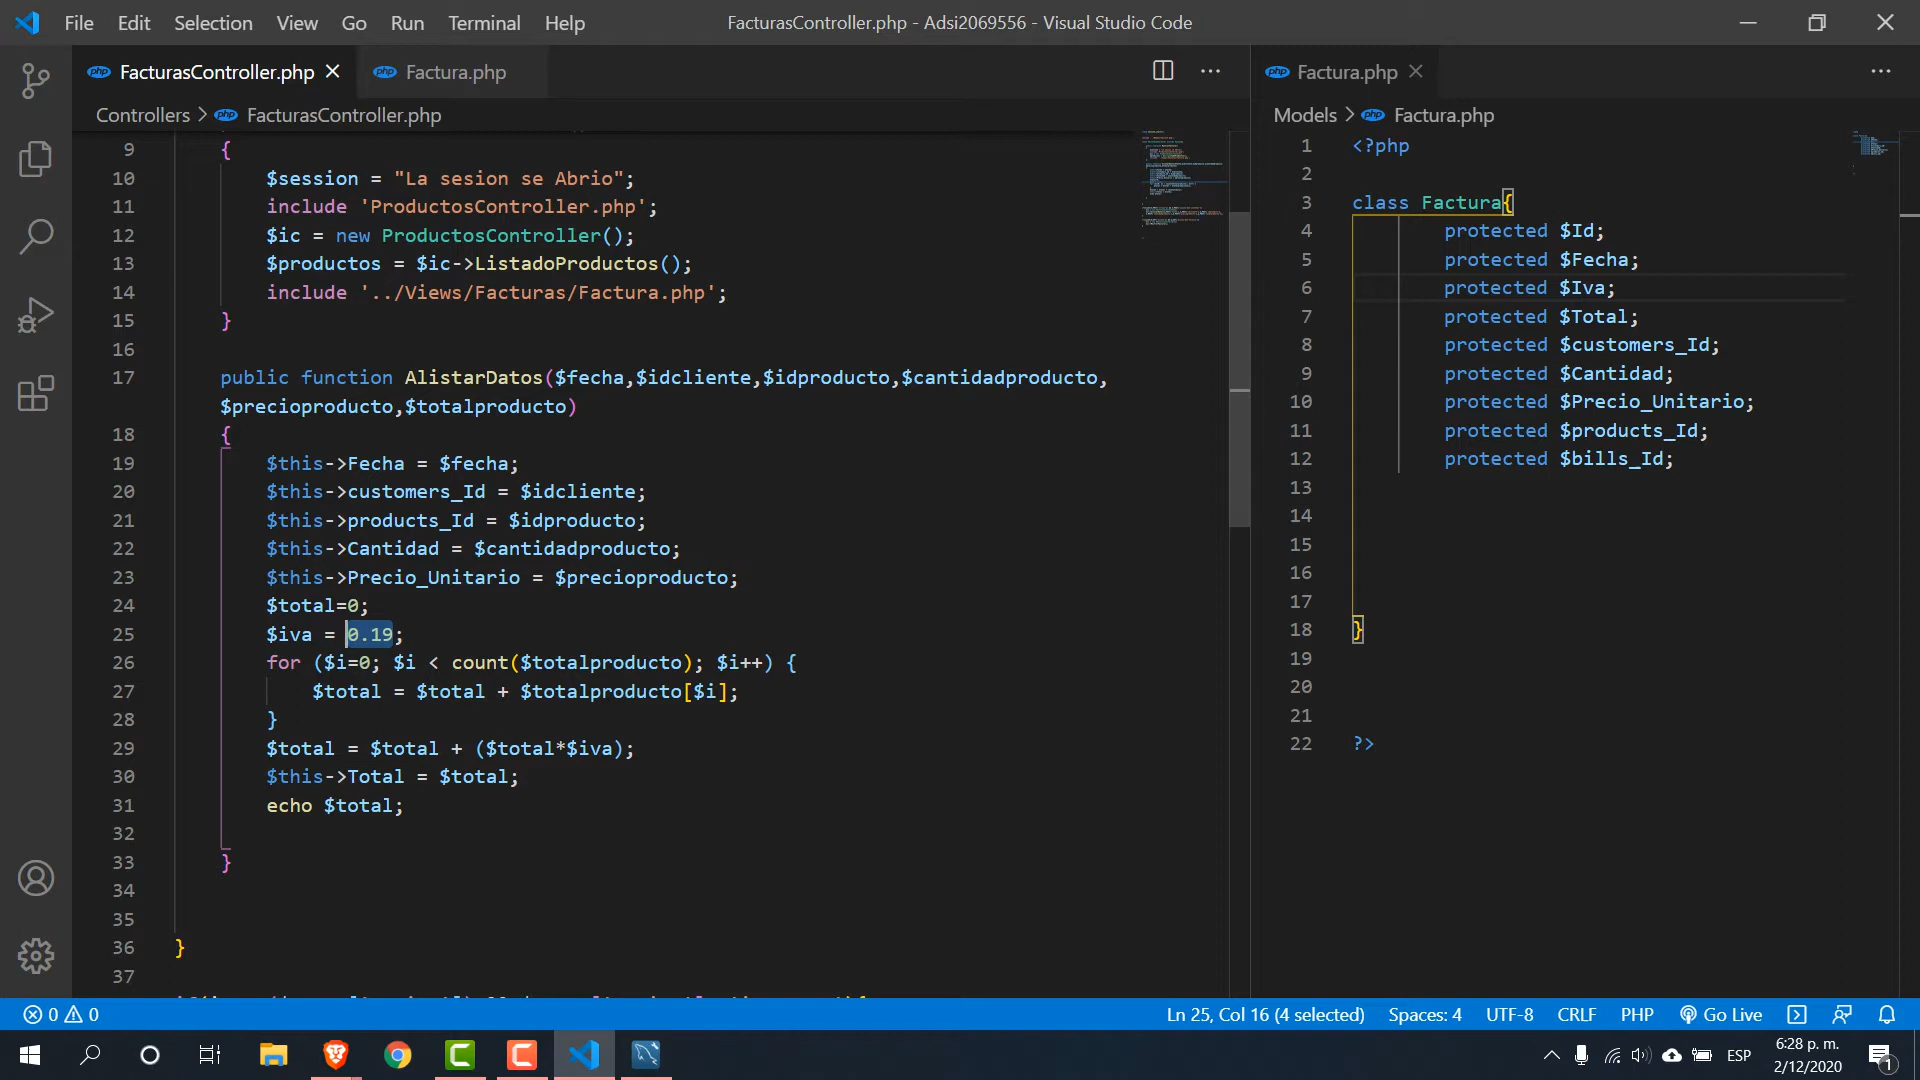 File Edit Selection View Go Run Terminal Help
FacturasController.php - Adsi2069556 - Visual Studio Code
FacturasController.php
Factura.php
Controllers > FacturasController.php
9 {
10 $session = "La sesion se Abrio";
11 include 'ProductosController.php';
12 $ic = new ProductosController();
13 $productos = $ic->ListadoProductos();
14 include '../Views/Facturas/Factura.php';
15 }
16
17 public function AlistarDatos($fecha,$idcliente,$idproducto,$cantidadproducto,
$precioproducto,$totalproducto)
18 {
19 $this->Fecha = $fecha;
20 $this->customers_Id = $idcliente;
21 $this->products_Id = $idproducto;
22 $this->Cantidad = $cantidadproducto;
23 $this->Precio_Unitario = $precioproducto;
24 $total=0;
25 $iva = 0.19;
26 for ($i=0; $i < count($totalproducto); $i++) {
27 $total = $total + $totalproducto[$i];
28 }
29 $total = $total + ($total*$iva);
30 $this->Total = $total;
31 echo $total;
32
33 }
34
35
36 }
37
Factura.php
Models > Factura.php
1 <?php
2
3 class Factura{
4 protected $Id;
5 protected $Fecha;
6 protected $Iva;
7 protected $Total;
8 protected $customers_Id;
9 protected $Cantidad;
10 protected $Precio_Unitario;
11 protected $products_Id;
12 protected $bills_Id;
13
14
15
16
17
18 }
19
20
21
22 ?>
0 0
Ln 25, Col 16 (4 selected) Spaces: 4 UTF-8 CRLF PHP Go Live
ESP
6:28 p. m.
2/12/2020
1